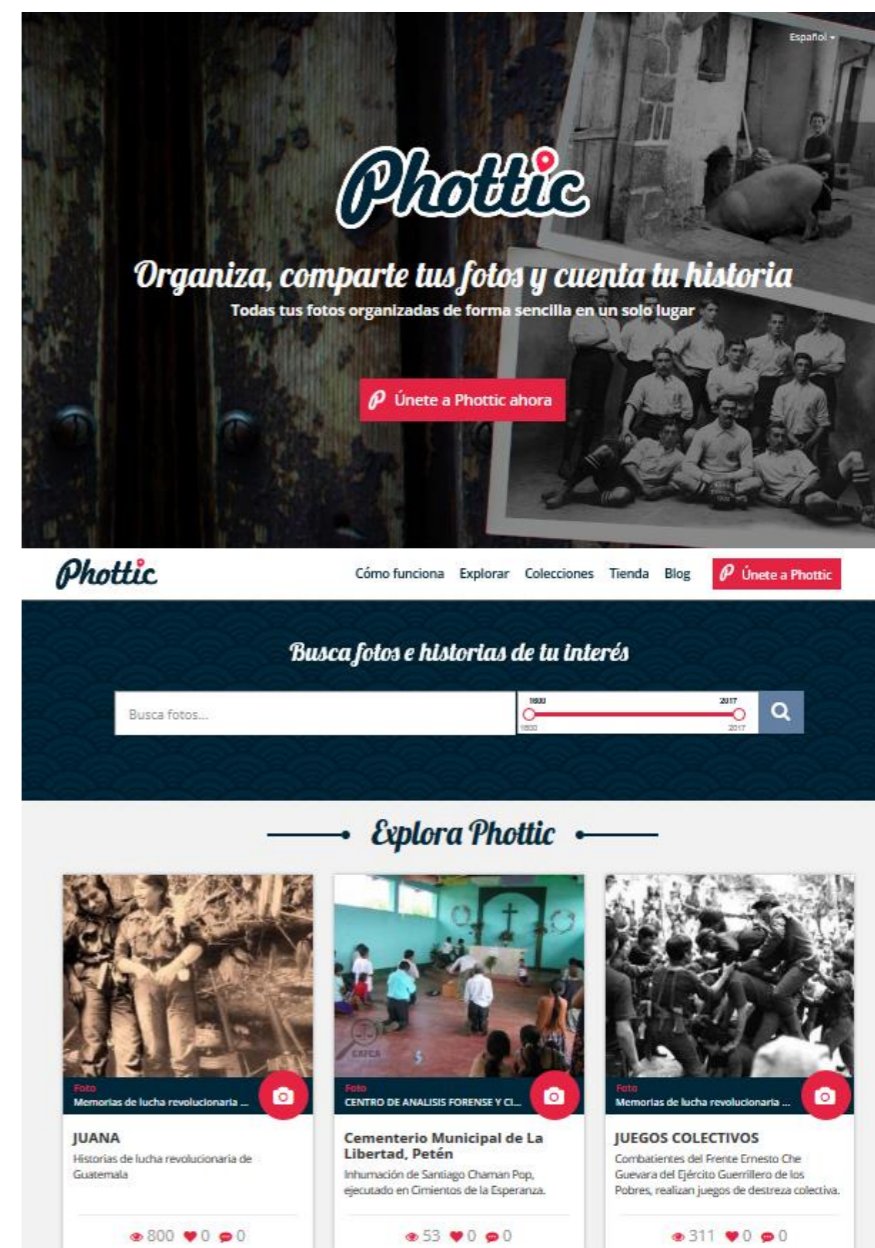 Español
Phottic
Organiza, comparte tus fotos y cuenta tu historia
Todas tus fotos organizadas de forma sencilla en un solo lugar
Únete a Phottic ahora
Phottic
Cómo funciona Explorar Colecciones Tienda Blog Únete a Phottic
Busca fotos e historias de tu interés
Busca fotos...
1600 2017
1600 2017
Explora Phottic
CAFCA
Foto
Memorias de lucha revolucionaria ...
JUANA
Historias de lucha revolucionaria de
Guatemala
800 0 0
Foto
CENTRO DE ANALISIS FORENSE Y CI...
Cementerio Municipal de La
Libertad, Petén
Inhumación de Santiago Chaman Pop,
ejecutado en Cimientos de la Esperanza.
53 0 0
Foto
Memorias de lucha revolucionaria ...
JUEGOS COLECTIVOS
Combatientes del Frente Ernesto Che
Guevara del Ejército Guerrillero de los
Pobres, realizan juegos de destreza colectiva.
311 0 0